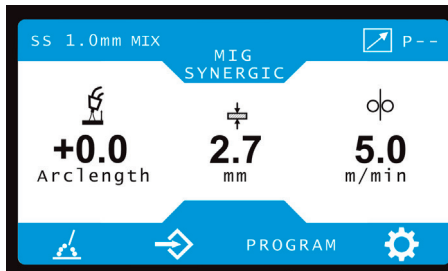 SS 1.0mm MIX
MIG
SYNERGIC
P--
+0.0
Arclength
2.7
mm
5.0
m/min
PROGRAM